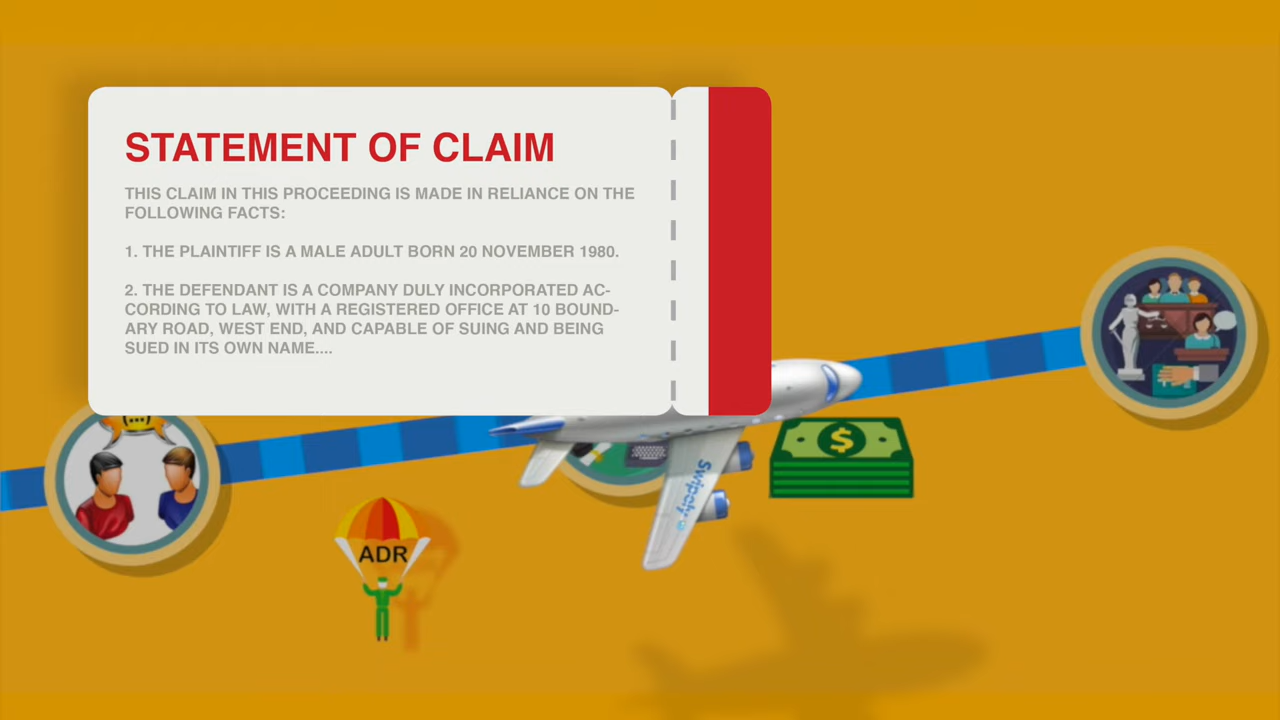 STATEMENT OF CLAIM
THIS CLAIM IN THIS PROCEEDING IS MADE IN RELIANCE ON THE
FOLLOWING FACTS:
1. THE PLAINTIFF IS A MALE ADULT BORN 20 NOVEMBER 1980.
2. THE DEFENDANT IS A COMPANY DULY INCORPORATED AC-
CORDING TO LAW, WITH A REGISTERED OFFICE AT 10 BOUND-
ARY ROAD, WEST END, AND CAPABLE OF SUING AND BEING
SUED IN ITS OWN NAME....
$
Swipcly
ADR